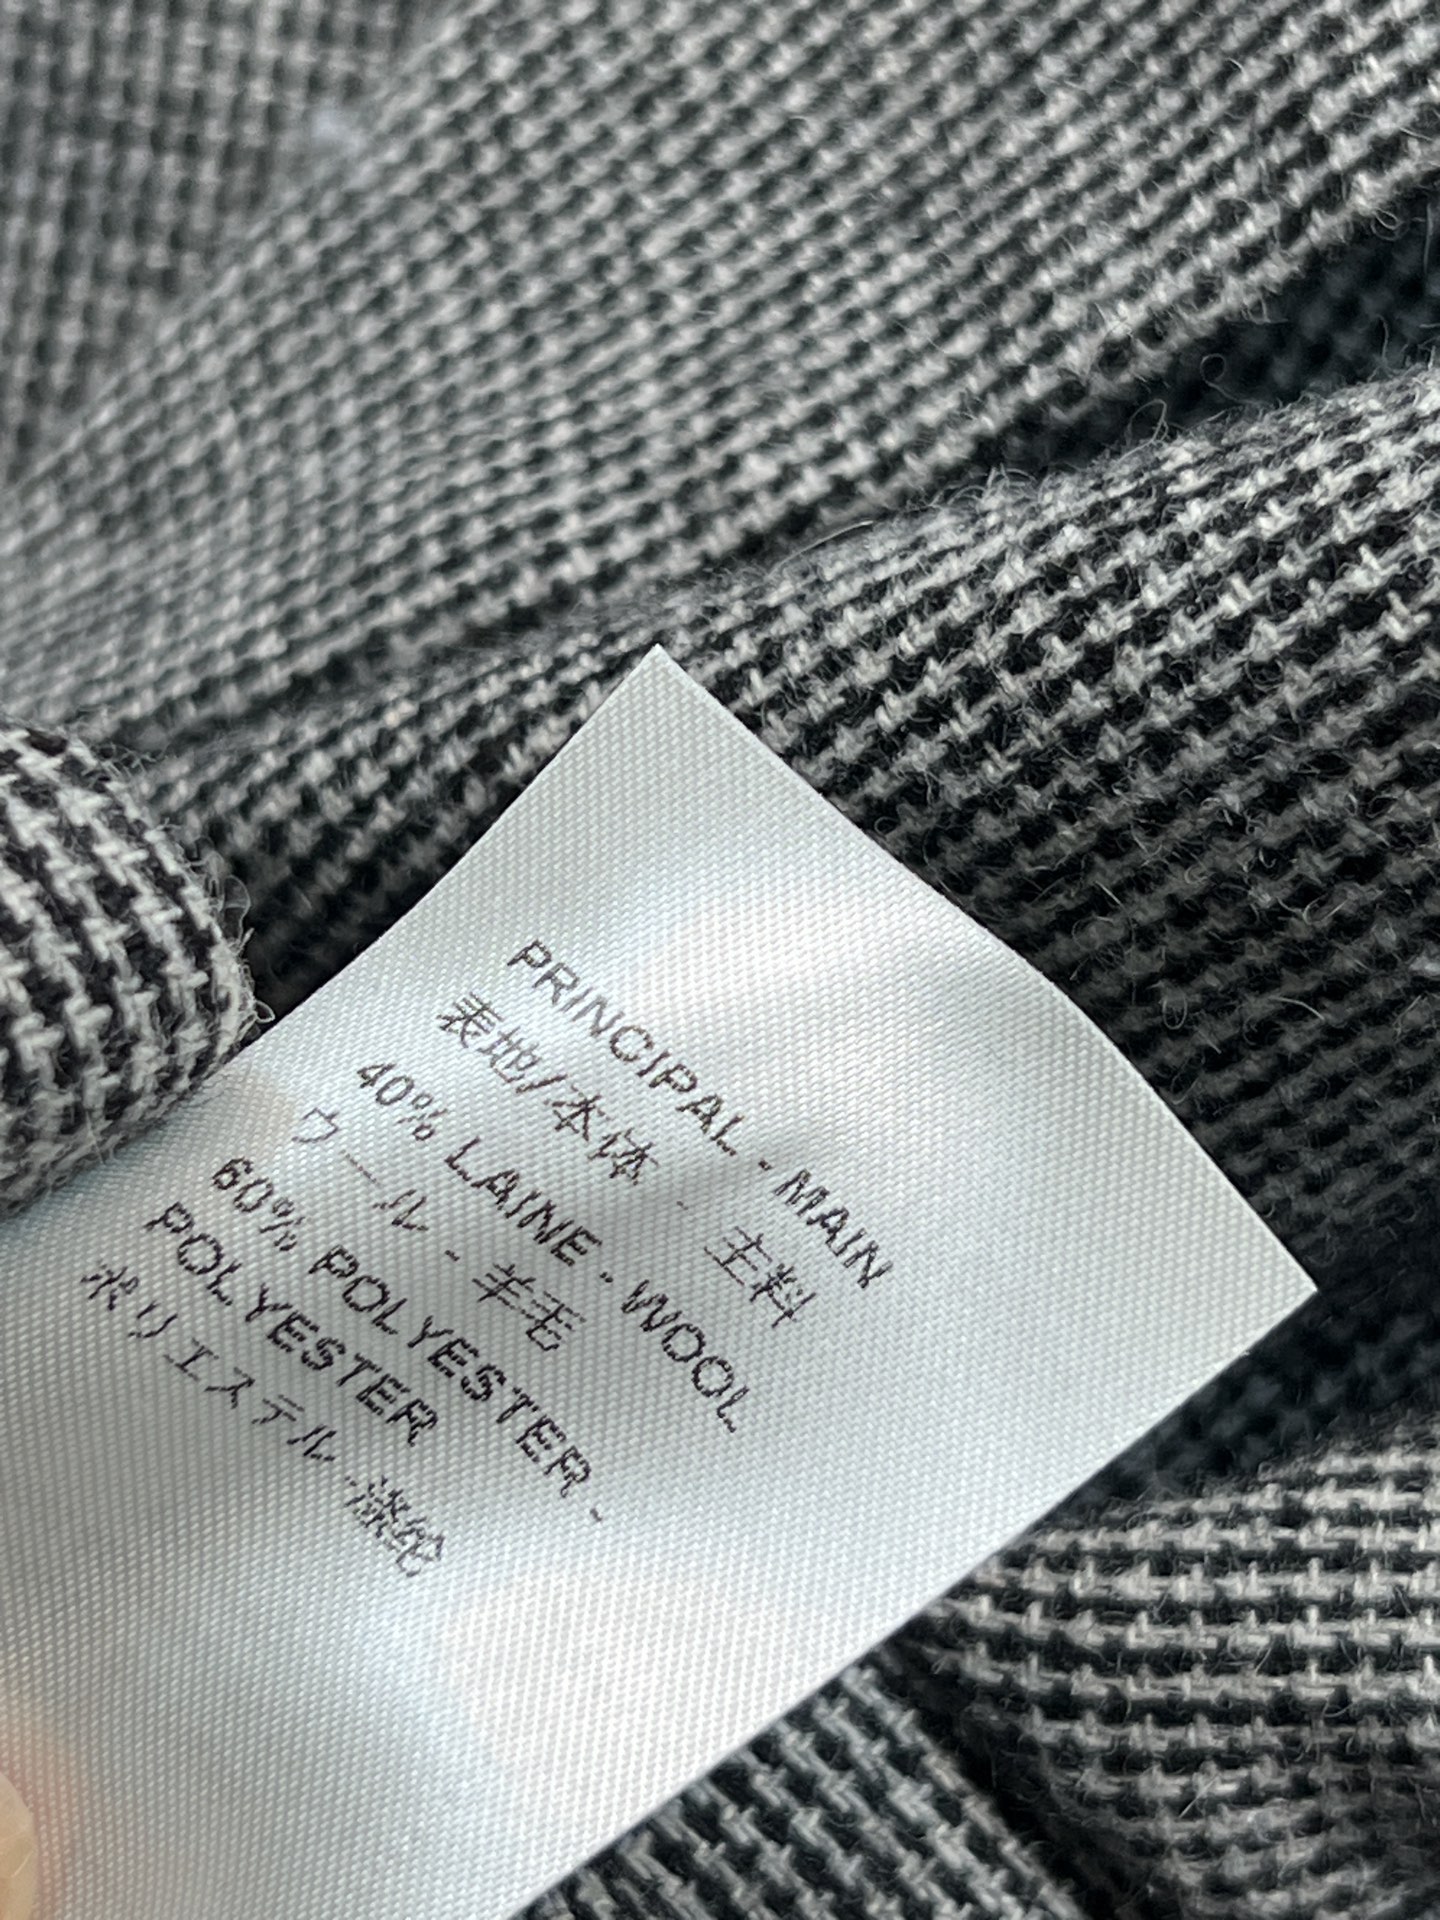 PRINCIPAL - MAIN
表地/本体 - 主料
40% LAINE - WOOL
ウール - 羊毛
60% POLYESTER -
POLYESTER
ポリエステル - 涤纶